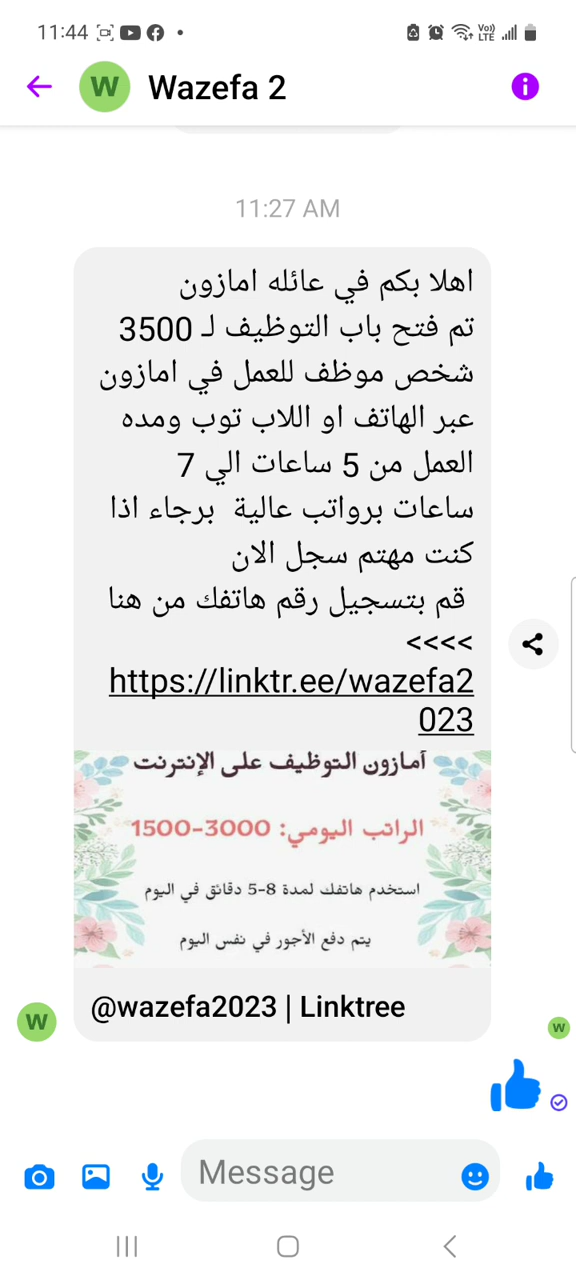 11:44
Vo))
LTE
W
Wazefa 2
11:27 AM
اهلا بكم في عائله امازون
تم فتح باب التوظيف لـ 3500
شخص موظف للعمل في امازون
عبر الهاتف او اللاب توب ومده
العمل من 5 ساعات الي 7
ساعات برواتب عالية  برجاء اذا
كنت مهتم سجل الان
قم بتسجيل رقم هاتفك من هنا
>>>>
https://linktr.ee/wazefa2
023
أمازون التوظيف على الإنترنت
الراتب اليومي: 3000-1500
استخدم هاتفك لمدة 8-5 دقائق في اليوم
يتم دفع الأجور في نفس اليوم
@wazefa2023 | Linktree
W
W
Message